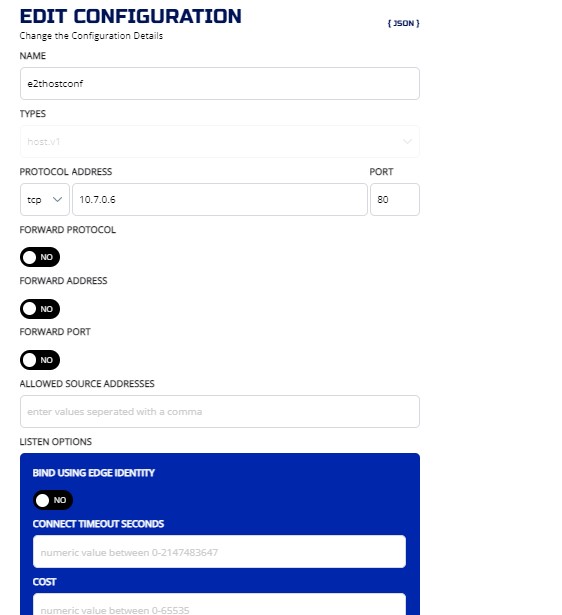 EDIT CONFIGURATION
{ JSON }
Change the Configuration Details
NAME
e2thostconf
TYPES
host.v1
PROTOCOL ADDRESS PORT
tcp 10.7.0.6 80
FORWARD PROTOCOL
NO
FORWARD ADDRESS
NO
FORWARD PORT
NO
ALLOWED SOURCE ADDRESSES
enter values seperated with a comma
LISTEN OPTIONS
BIND USING EDGE IDENTITY
NO
CONNECT TIMEOUT SECONDS
numeric value between 0-2147483647
COST
numeric value between 0-65535